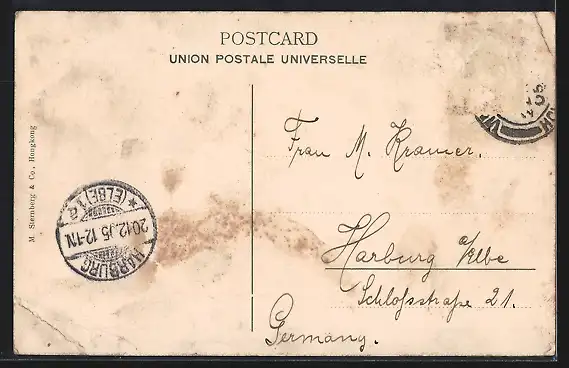 POSTCARD
UNION POSTALE UNIVERSELLE
M. Sternberg & Co., Hongkong
Frau M. Kramer.
Harburg a/Elbe
Schloßstraße 21.
Germany.
HARBURG
20.12.05.12-1N
* (ELBE) 1 a